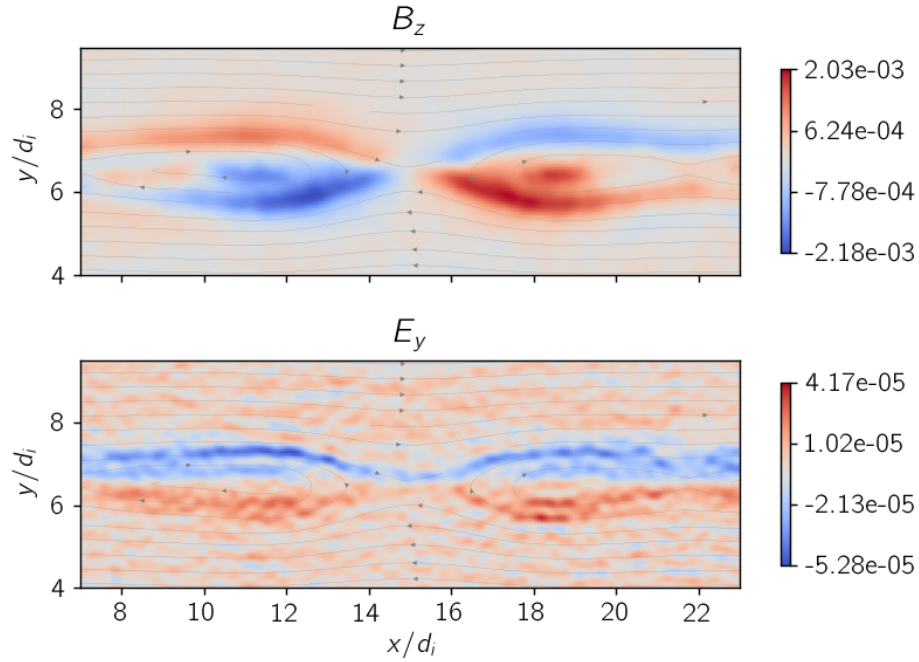 B_z
y/d_i
8
6
4
2.03e-03
6.24e-04
-7.78e-04
-2.18e-03
E_y
y/d_i
8
6
4
4.17e-05
1.02e-05
-2.13e-05
-5.28e-05
8 10 12 14 16 18 20 22
x/d_i